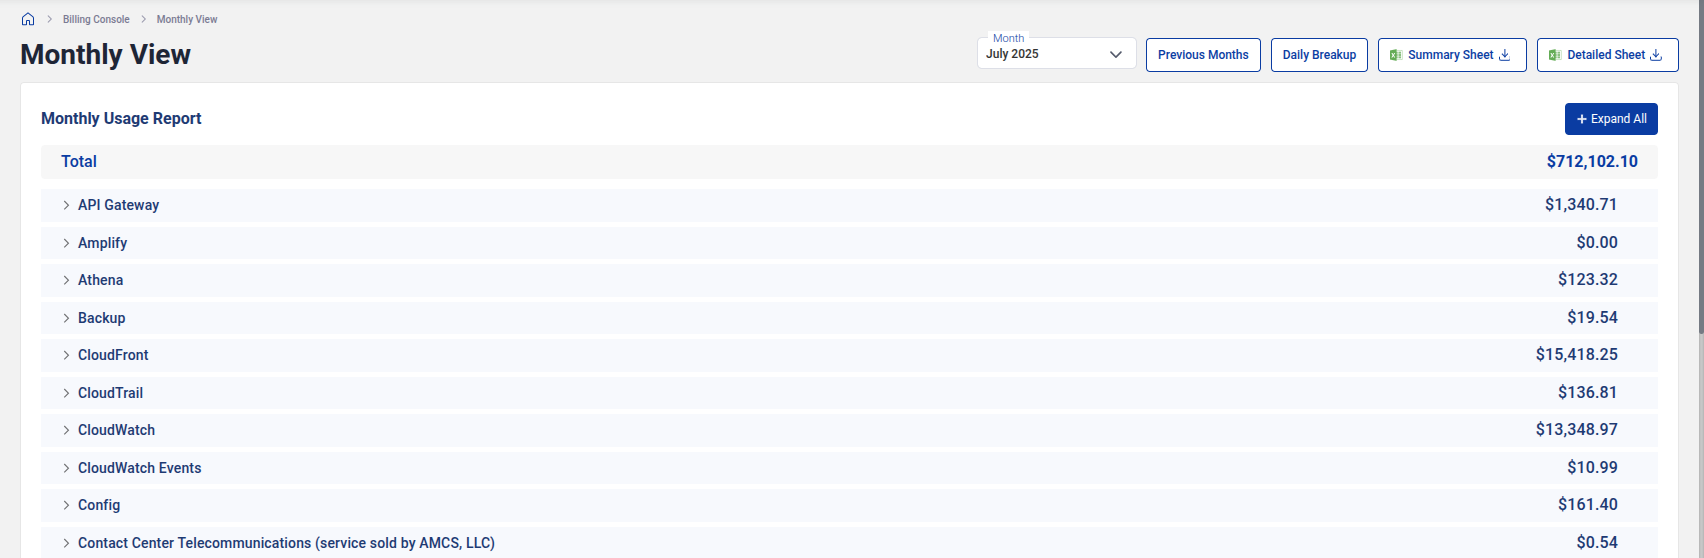 Billing Console Monthly View
Monthly View
Month
July 2025
Previous Months
Daily Breakup
Summary Sheet
Detailed Sheet
Monthly Usage Report
+ Expand All
Total $712,102.10
API Gateway $1,340.71
Amplify $0.00
Athena $123.32
Backup $19.54
CloudFront $15,418.25
CloudTrail $136.81
CloudWatch $13,348.97
CloudWatch Events $10.99
Config $161.40
Contact Center Telecommunications (service sold by AMCS, LLC) $0.54